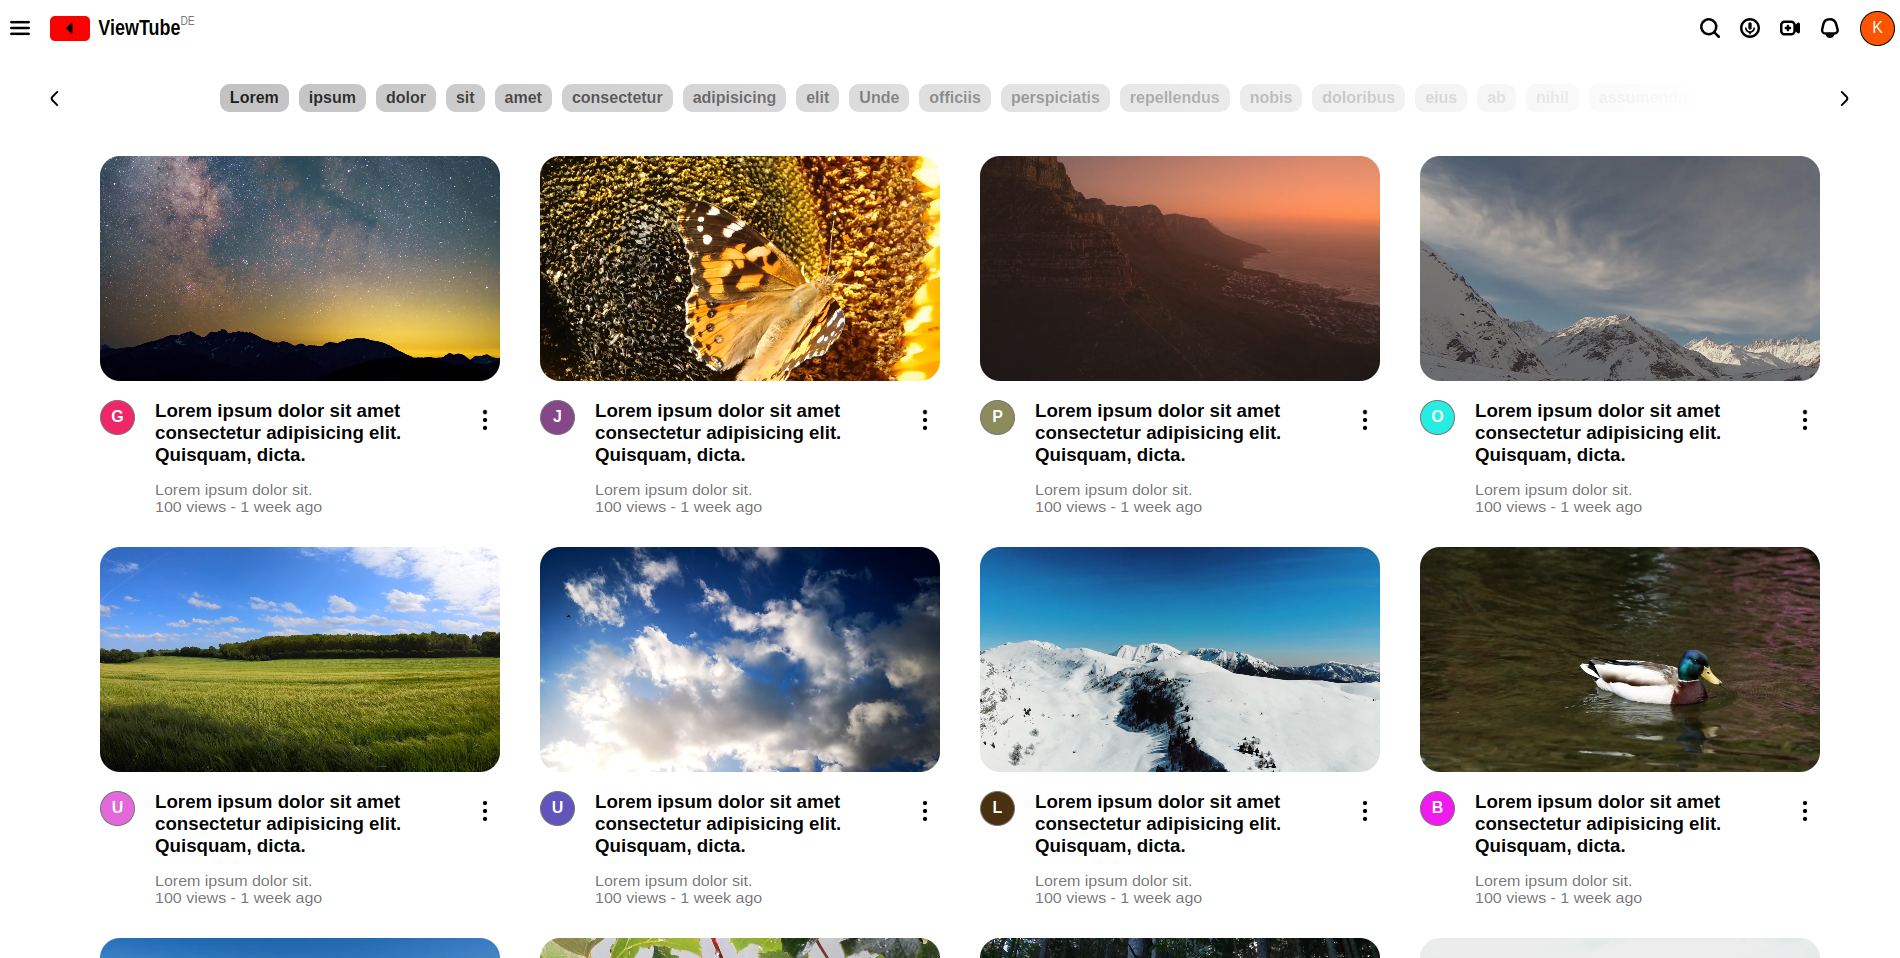 ViewTube DE
K
Lorem ipsum dolor sit amet consectetur adipisicing elit Unde officiis perspiciatis repellendus nobis doloribus eius ab nihil assumenda
G
Lorem ipsum dolor sit amet
consectetur adipisicing elit.
Quisquam, dicta.
Lorem ipsum dolor sit.
100 views - 1 week ago
J
Lorem ipsum dolor sit amet
consectetur adipisicing elit.
Quisquam, dicta.
Lorem ipsum dolor sit.
100 views - 1 week ago
P
Lorem ipsum dolor sit amet
consectetur adipisicing elit.
Quisquam, dicta.
Lorem ipsum dolor sit.
100 views - 1 week ago
O
Lorem ipsum dolor sit amet
consectetur adipisicing elit.
Quisquam, dicta.
Lorem ipsum dolor sit.
100 views - 1 week ago
U
Lorem ipsum dolor sit amet
consectetur adipisicing elit.
Quisquam, dicta.
Lorem ipsum dolor sit.
100 views - 1 week ago
U
Lorem ipsum dolor sit amet
consectetur adipisicing elit.
Quisquam, dicta.
Lorem ipsum dolor sit.
100 views - 1 week ago
L
Lorem ipsum dolor sit amet
consectetur adipisicing elit.
Quisquam, dicta.
Lorem ipsum dolor sit.
100 views - 1 week ago
B
Lorem ipsum dolor sit amet
consectetur adipisicing elit.
Quisquam, dicta.
Lorem ipsum dolor sit.
100 views - 1 week ago